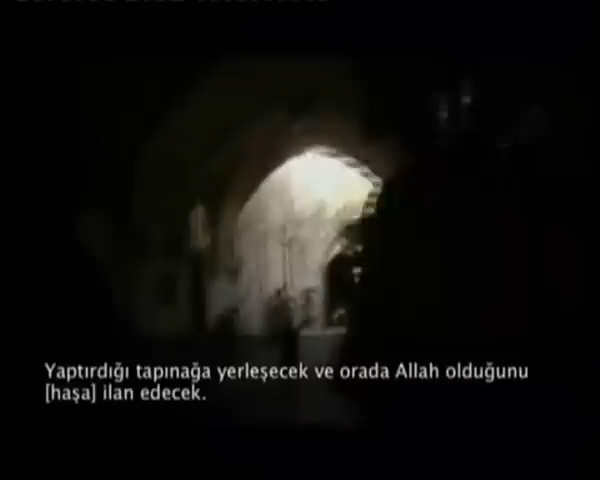 Yaptırdığı tapınağa yerleşecek ve orada Allah olduğunu
[haşa] ilan edecek.